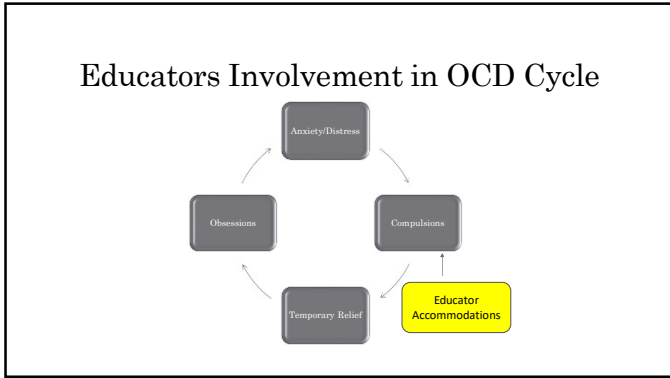 Educators Involvement in OCD Cycle
Anxiety/Distress
Obsessions
Compulsions
Temporary Relief
Educator
Accommodations